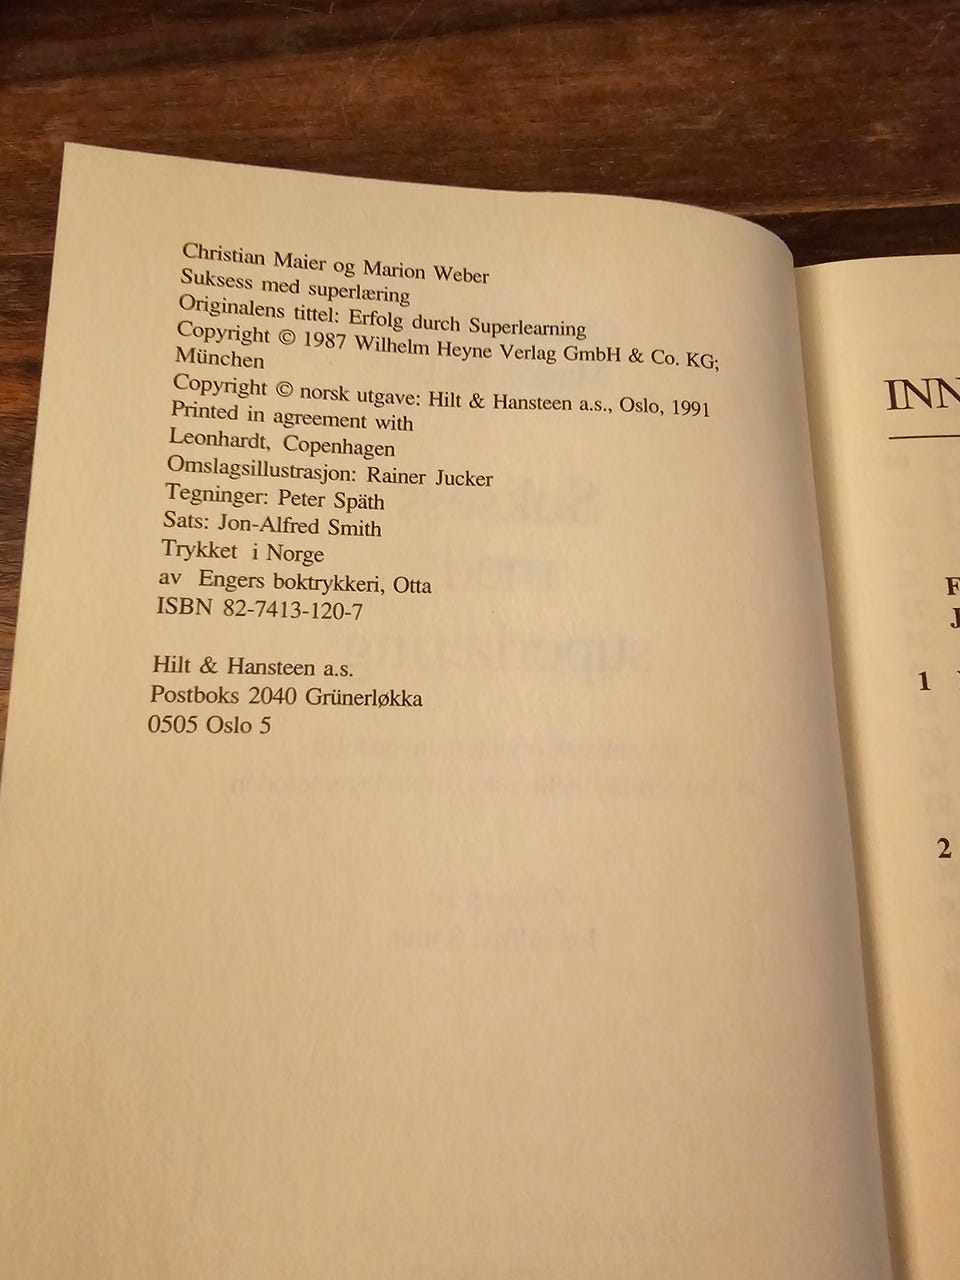 Christian Maier og Marion Weber
Suksess med superlæring
Originalens tittel: Erfolg durch Superlearning
Copyright © 1987 Wilhelm Heyne Verlag GmbH & Co. KG;
München
Copyright © norsk utgave: Hilt & Hansteen a.s., Oslo, 1991
Printed in agreement with
Leonhardt, Copenhagen
Omslagsillustrasjon: Rainer Jucker
Tegninger: Peter Späth
Sats: Jon-Alfred Smith
Trykket i Norge
av Engers boktrykkeri, Otta
ISBN 82-7413-120-7
Hilt & Hansteen a.s.
Postboks 2040 Grünerløkka
0505 Oslo 5
1
2